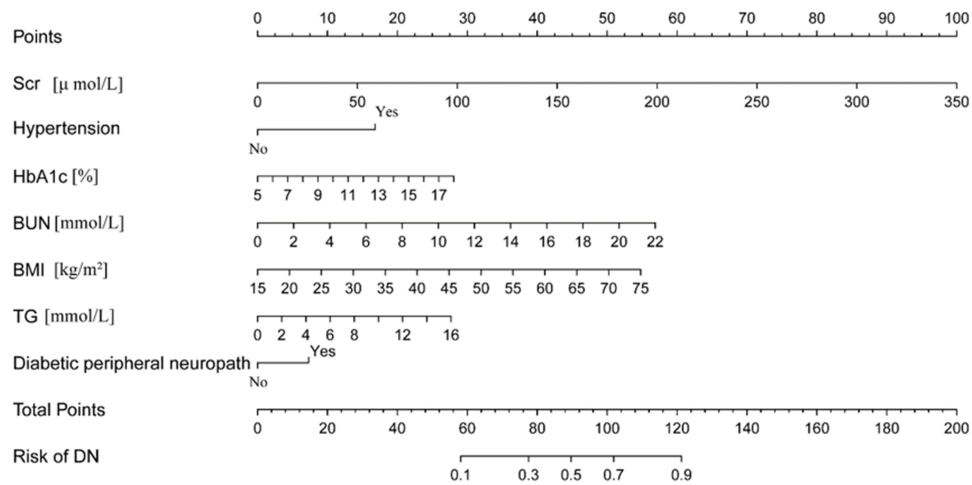 Points 0 10 20 30 40 50 60 70 80 90 100
Scr [μ mol/L] 0 50 100 150 200 250 300 350
Hypertension No Yes
HbA1c [%] 5 7 9 11 13 15 17
BUN [mmol/L] 0 2 4 6 8 10 12 14 16 18 20 22
BMI [kg/m²] 15 20 25 30 35 40 45 50 55 60 65 70 75
TG [mmol/L] 0 2 4 6 8 12 16
Diabetic peripheral neuropath No Yes
Total Points 0 20 40 60 80 100 120 140 160 180 200
Risk of DN 0.1 0.3 0.5 0.7 0.9